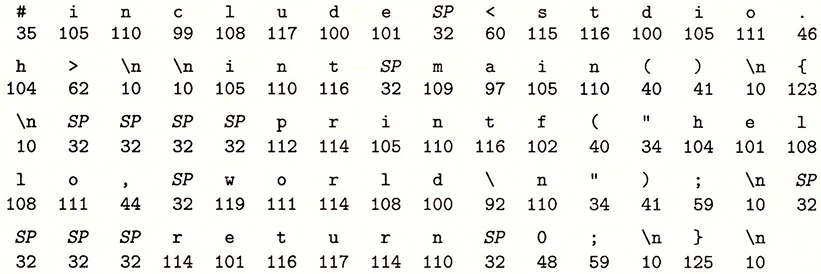 # i n c l u d e SP < s t d i o .
35 105 110 99 108 117 100 101 32 60 115 116 100 105 111 46
h > \n \n i n t SP m a i n ( ) \n {
104 62 10 10 105 110 116 32 109 97 105 110 40 41 10 123
\n SP SP SP SP p r i n t f ( " h e l
10 32 32 32 32 112 114 105 110 116 102 40 34 104 101 108
l o , SP w o r l d \ n " ) ; \n SP
108 111 44 32 119 111 114 108 100 92 110 34 41 59 10 32
SP SP SP r e t u r n SP 0 ; \n } \n
32 32 32 114 101 116 117 114 110 32 48 59 10 125 10